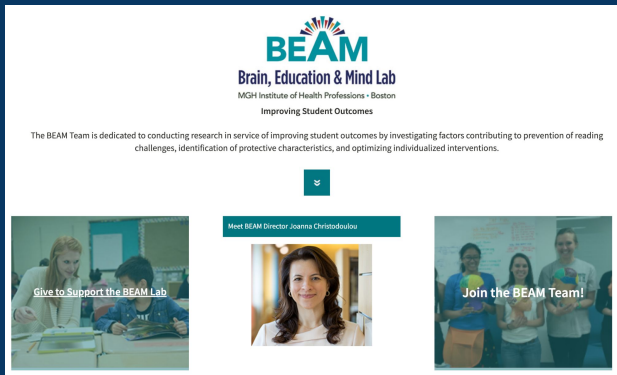 BEAM
Brain, Education & Mind Lab
MGH Institute of Health Professions • Boston
Improving Student Outcomes
The BEAM Team is dedicated to conducting research in service of improving student outcomes by investigating factors contributing to prevention of reading
challenges, identification of protective characteristics, and optimizing individualized interventions.
Give to Support the BEAM Lab
Meet BEAM Director Joanna Christodoulou
Join the BEAM Team!